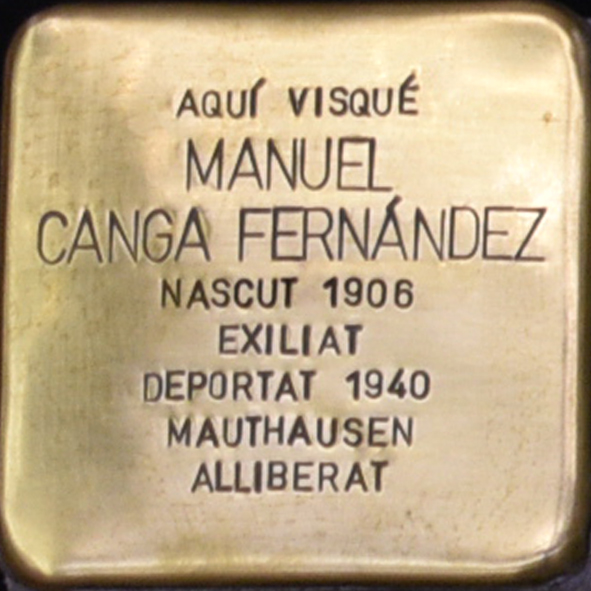 AQUÍ VISQUÉ
MANUEL
CANGA FERNÁNDEZ
NASCUT 1906
EXILIAT
DEPORTAT 1940
MAUTHAUSEN
ALLIBERAT